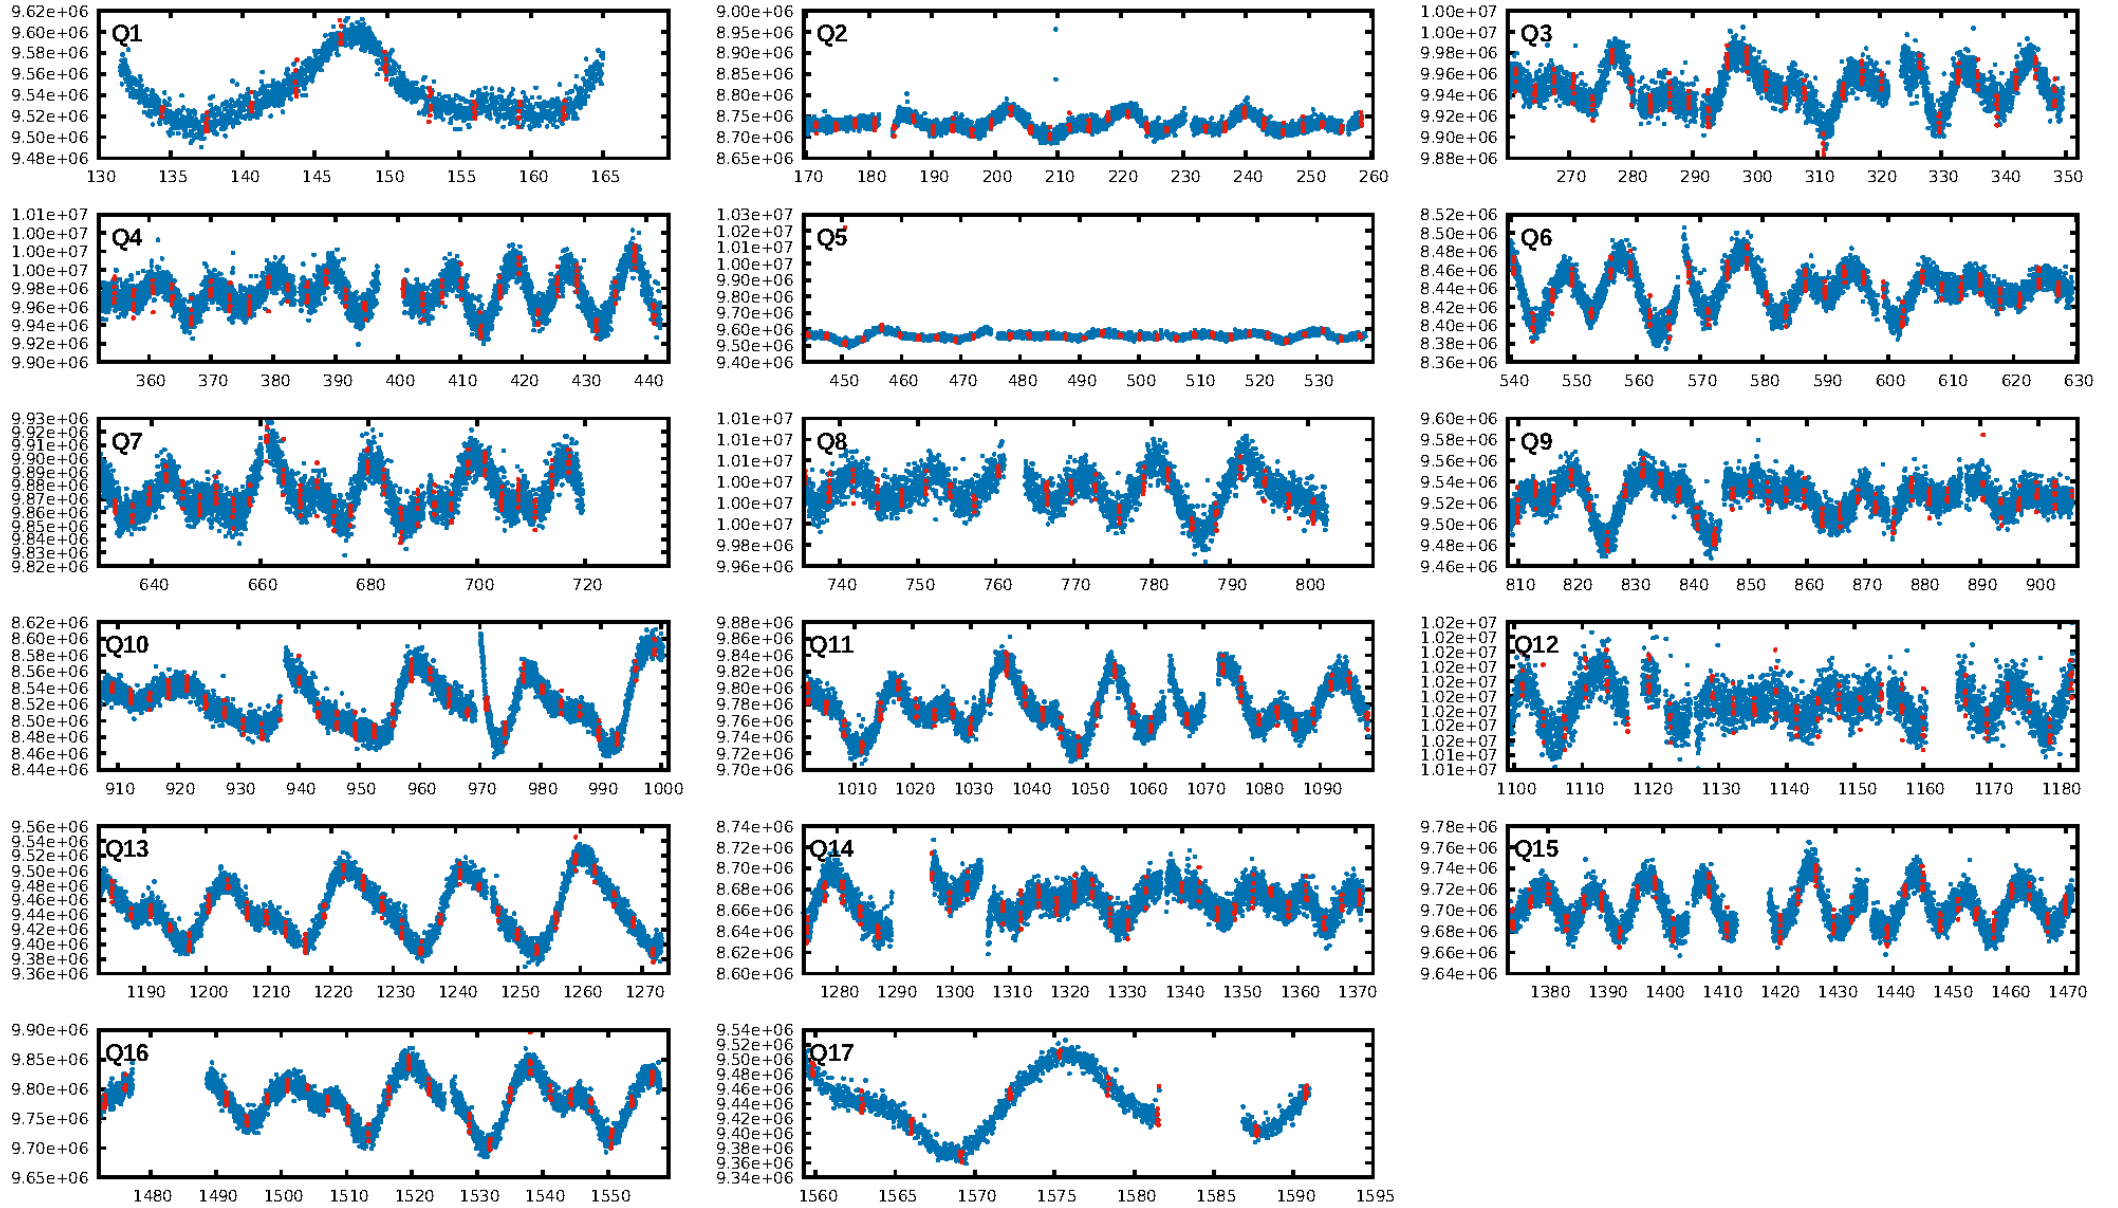 9.62e+06
9.60e+06
9.58e+06
9.56e+06
9.54e+06
9.53e+06
9.52e+06
9.50e+06
9.48e+06
Q1
130 135 140 145 150 155 160 165
9.00e+06
8.95e+06
8.90e+06
8.85e+06
8.80e+06
8.75e+06
8.70e+06
8.65e+06
Q2
170 180 190 200 210 220 230 240 250 260
1.00e+07
1.00e+07
9.98e+06
9.96e+06
9.94e+06
9.92e+06
9.90e+06
9.88e+06
Q3
270 280 290 300 310 320 330 340 350
1.01e+07
1.00e+07
1.00e+07
1.00e+07
9.98e+06
9.96e+06
9.94e+06
9.92e+06
9.90e+06
Q4
360 370 380 390 400 410 420 430 440
1.03e+07
1.02e+07
1.01e+07
1.00e+07
9.90e+06
9.80e+06
9.70e+06
9.60e+06
9.50e+06
9.40e+06
Q5
450 460 470 480 490 500 510 520 530
8.52e+06
8.50e+06
8.48e+06
8.46e+06
8.44e+06
8.42e+06
8.40e+06
8.38e+06
8.36e+06
Q6
540 550 560 570 580 590 600 610 620 630
9.93e+06
9.92e+06
9.91e+06
9.90e+06
9.89e+06
9.88e+06
9.87e+06
9.86e+06
9.85e+06
9.84e+06
9.83e+06
9.82e+06
Q7
640 660 680 700 720
1.01e+07
1.01e+07
1.01e+07
1.00e+07
1.00e+07
1.00e+07
9.98e+06
9.96e+06
Q8
740 750 760 770 780 790 800
9.60e+06
9.58e+06
9.56e+06
9.54e+06
9.52e+06
9.50e+06
9.48e+06
9.46e+06
Q9
810 820 830 840 850 860 870 880 890 900
8.62e+06
8.60e+06
8.58e+06
8.56e+06
8.54e+06
8.52e+06
8.50e+06
8.48e+06
8.46e+06
8.44e+06
Q10
910 920 930 940 950 960 970 980 990 1000
9.88e+06
9.86e+06
9.84e+06
9.82e+06
9.80e+06
9.78e+06
9.76e+06
9.74e+06
9.72e+06
9.70e+06
Q11
1010 1020 1030 1040 1050 1060 1070 1080 1090
1.02e+07
1.02e+07
1.02e+07
1.02e+07
1.02e+07
1.02e+07
1.02e+07
1.02e+07
1.01e+07
1.01e+07
Q12
1100 1110 1120 1130 1140 1150 1160 1170 1180
9.56e+06
9.54e+06
9.52e+06
9.50e+06
9.48e+06
9.46e+06
9.44e+06
9.42e+06
9.40e+06
9.38e+06
9.36e+06
Q13
1190 1200 1210 1220 1230 1240 1250 1260 1270
8.74e+06
8.72e+06
8.70e+06
8.68e+06
8.66e+06
8.64e+06
8.62e+06
8.60e+06
Q14
1280 1290 1300 1310 1320 1330 1340 1350 1360 1370
9.78e+06
9.76e+06
9.74e+06
9.72e+06
9.70e+06
9.68e+06
9.66e+06
9.64e+06
Q15
1380 1390 1400 1410 1420 1430 1440 1450 1460 1470
9.90e+06
9.85e+06
9.80e+06
9.75e+06
9.70e+06
9.65e+06
Q16
1480 1490 1500 1510 1520 1530 1540 1550
9.54e+06
9.52e+06
9.50e+06
9.48e+06
9.46e+06
9.44e+06
9.42e+06
9.40e+06
9.38e+06
9.36e+06
9.34e+06
Q17
1560 1565 1570 1575 1580 1585 1590 1595